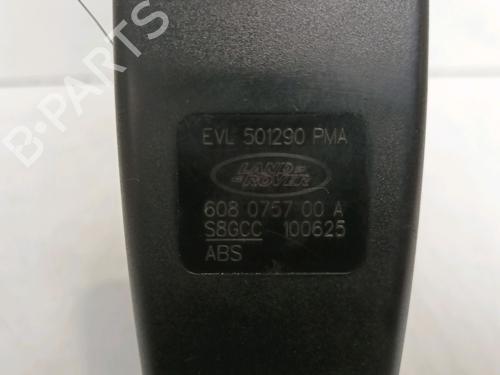 B-PARTS
EVL 501290 PMA
LAND
ROVER
608 0757 00 A
S8GCC 100625
ABS